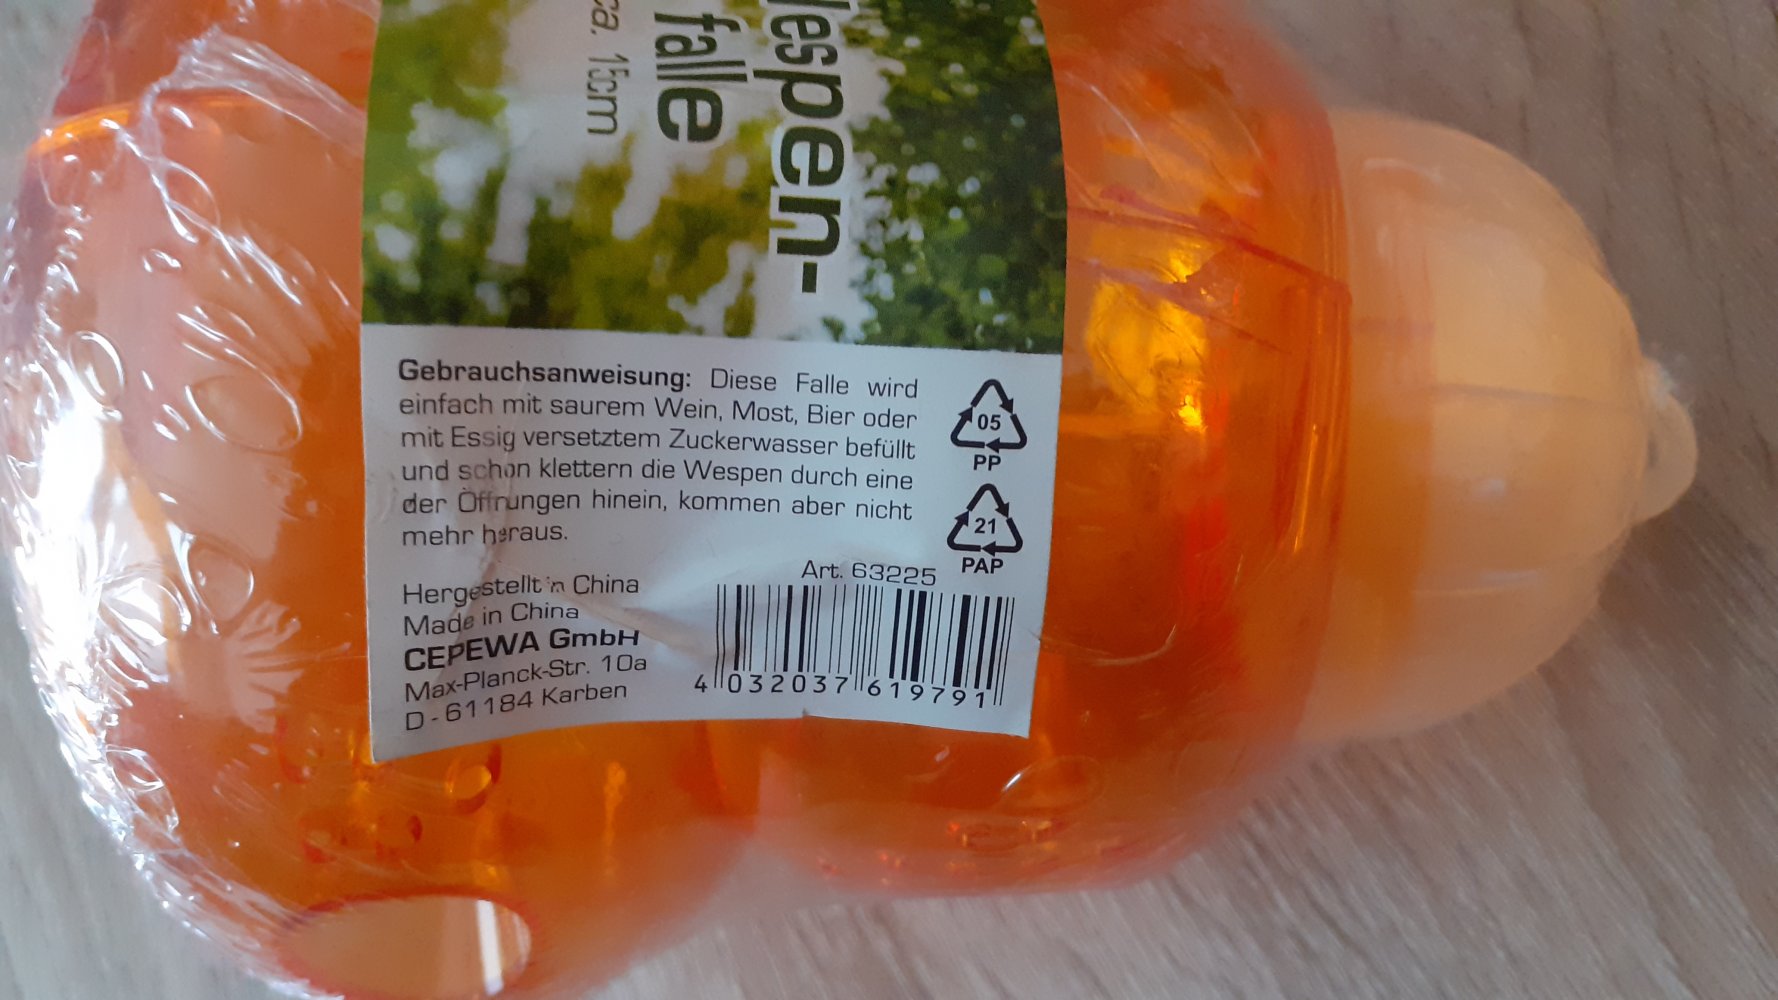 falle
ca. 15cm
Gebrauchsanweisung: Diese Falle wird
einfach mit saurem Wein, Most, Bier oder
mit Essig versetztem Zuckerwasser befüllt
und schon klettern die Wespen durch eine
der Öffnungen hinein, kommen aber nicht
mehr heraus.
05
PP
21
PAP
Art. 63225
Hergestellt in China
Made in China
CEPEWA GmbH
Max-Planck-Str. 10a
D - 61184 Karben
4 032037 619791